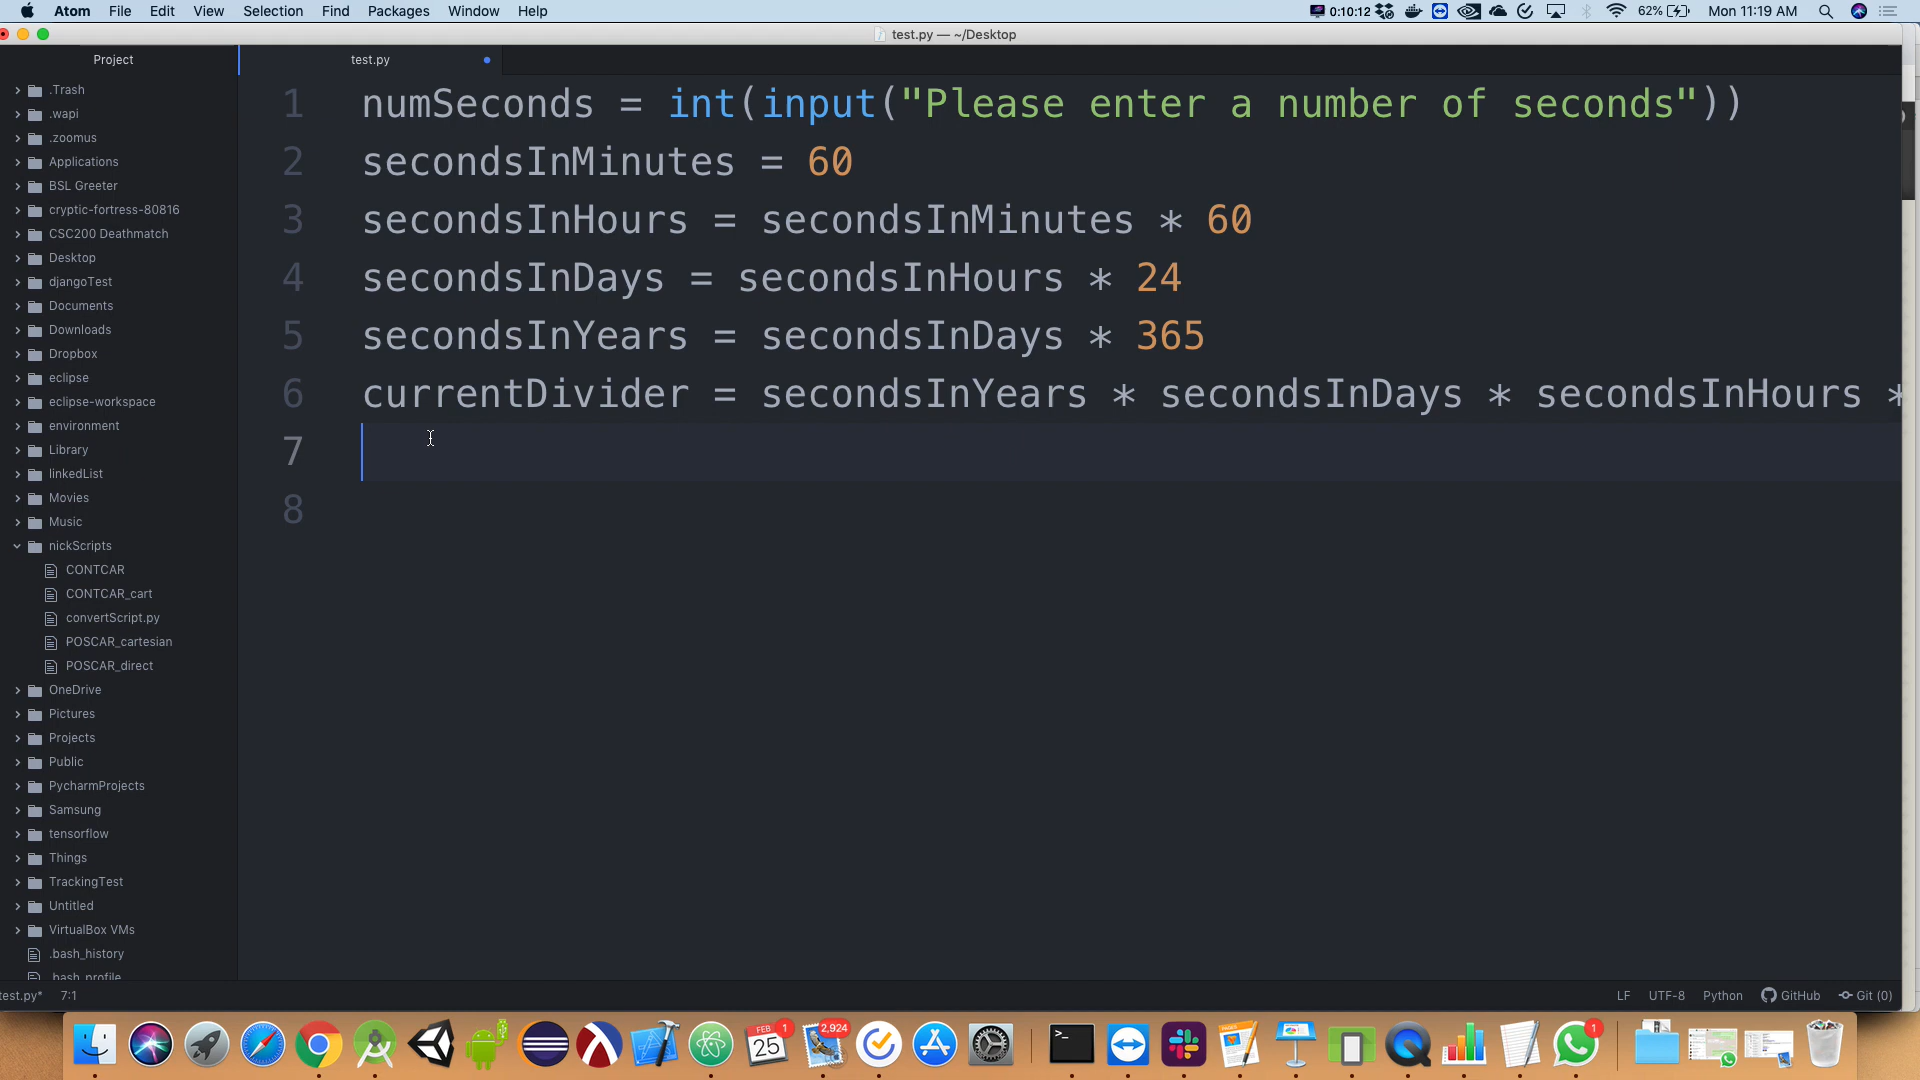 Atom File Edit View Selection Find Packages Window Help 0:10:12 62% Mon 11:19 AM
test.py — ~/Desktop
Project test.py
.Trash
.wapi
.zoomus
Applications
BSL Greeter
cryptic-fortress-80816
CSC200 Deathmatch
Desktop
djangoTest
Documents
Downloads
Dropbox
eclipse
eclipse-workspace
environment
Library
linkedList
Movies
Music
nickScripts
CONTCAR
CONTCAR_cart
convertScript.py
POSCAR_cartesian
POSCAR_direct
OneDrive
Pictures
Projects
Public
PycharmProjects
Samsung
tensorflow
Things
TrackingTest
Untitled
VirtualBox VMs
.bash_history
.bash_profile
1 numSeconds = int(input("Please enter a number of seconds"))
2 secondsInMinutes = 60
3 secondsInHours = secondsInMinutes * 60
4 secondsInDays = secondsInHours * 24
5 secondsInYears = secondsInDays * 365
6 currentDivider = secondsInYears * secondsInDays * secondsInHours *
7
8
test.py* 7:1 LF UTF-8 Python GitHub Git (0)
FEB 1 25 2,924 >_ 1